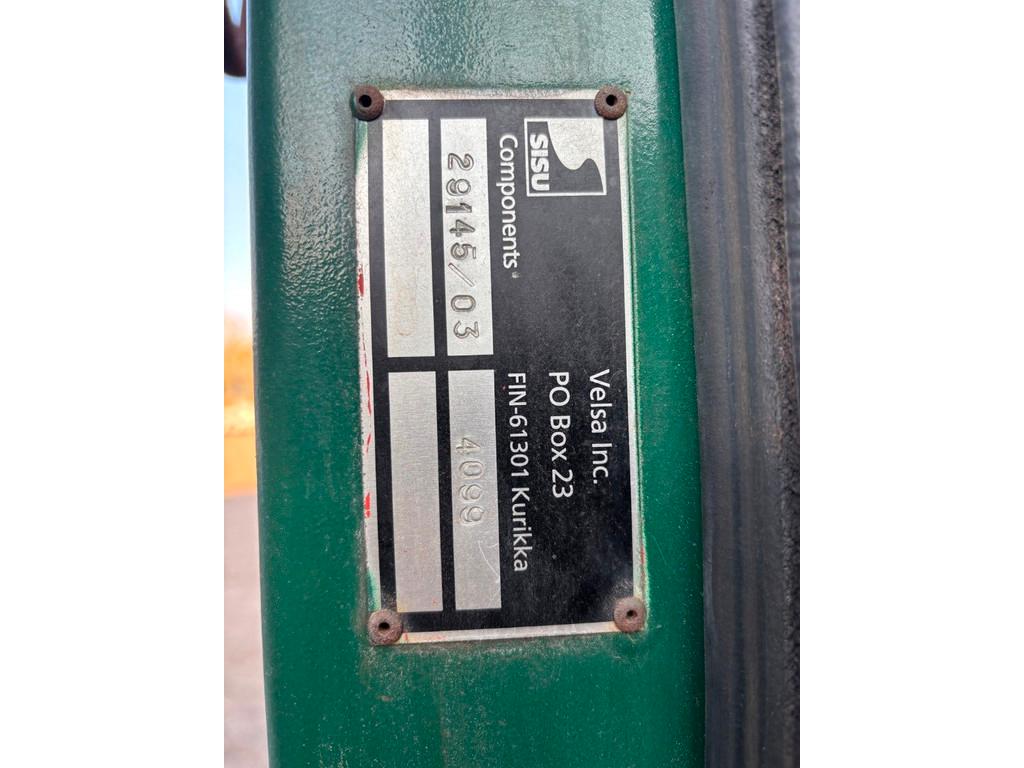 SISU
Components
Velsa Inc.
PO Box 23
FIN-61301 Kurikka
29145/03
4099